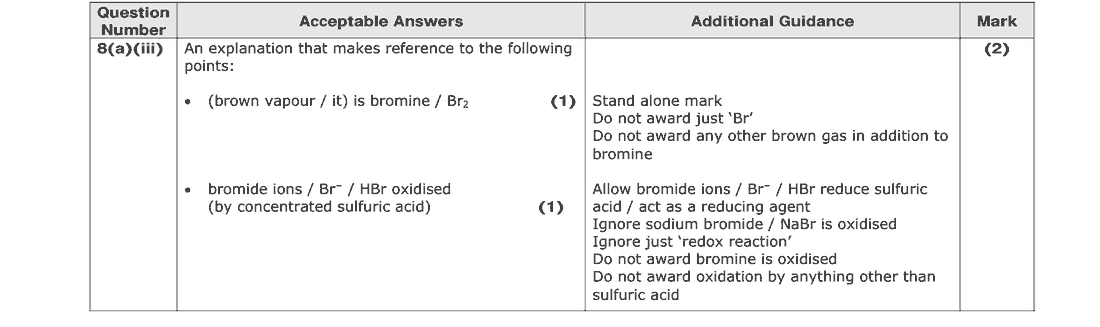 Question Number
Acceptable Answers
Additional Guidance
Mark
8(a)(iii)
An explanation that makes reference to the following
points:
(2)
• (brown vapour / it) is bromine / Br₂ (1)
Stand alone mark
Do not award just ‘Br’
Do not award any other brown gas in addition to
bromine
• bromide ions / Br⁻ / HBr oxidised
(by concentrated sulfuric acid) (1)
Allow bromide ions / Br⁻ / HBr reduce sulfuric
acid / act as a reducing agent
Ignore sodium bromide / NaBr is oxidised
Ignore just ‘redox reaction’
Do not award bromine is oxidised
Do not award oxidation by anything other than
sulfuric acid